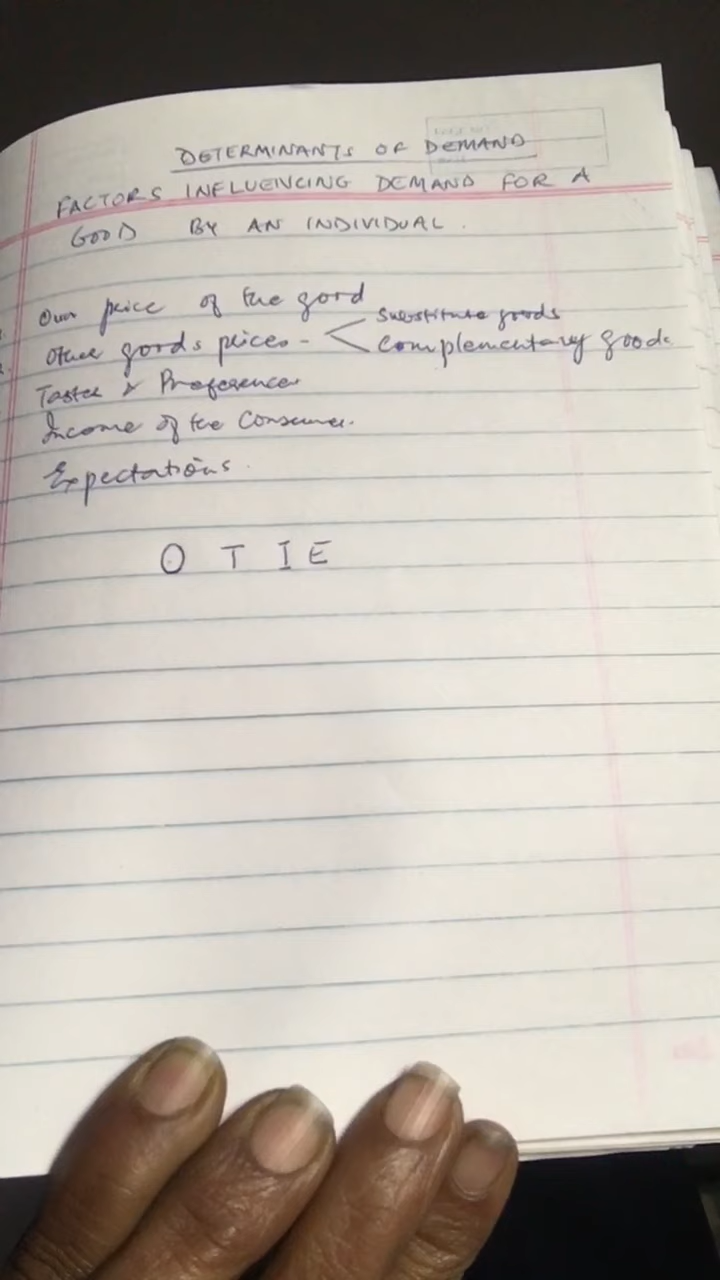 DETERMINANTS OF DEMAND
FACTORS INFLUENCING DEMAND FOR A
GOOD BY AN INDIVIDUAL.
Own price of the good
Other goods prices - < Substitute goods
Complementary goods
Tastes & Preferences
Income of the Consumer.
Expectations.
O T I E